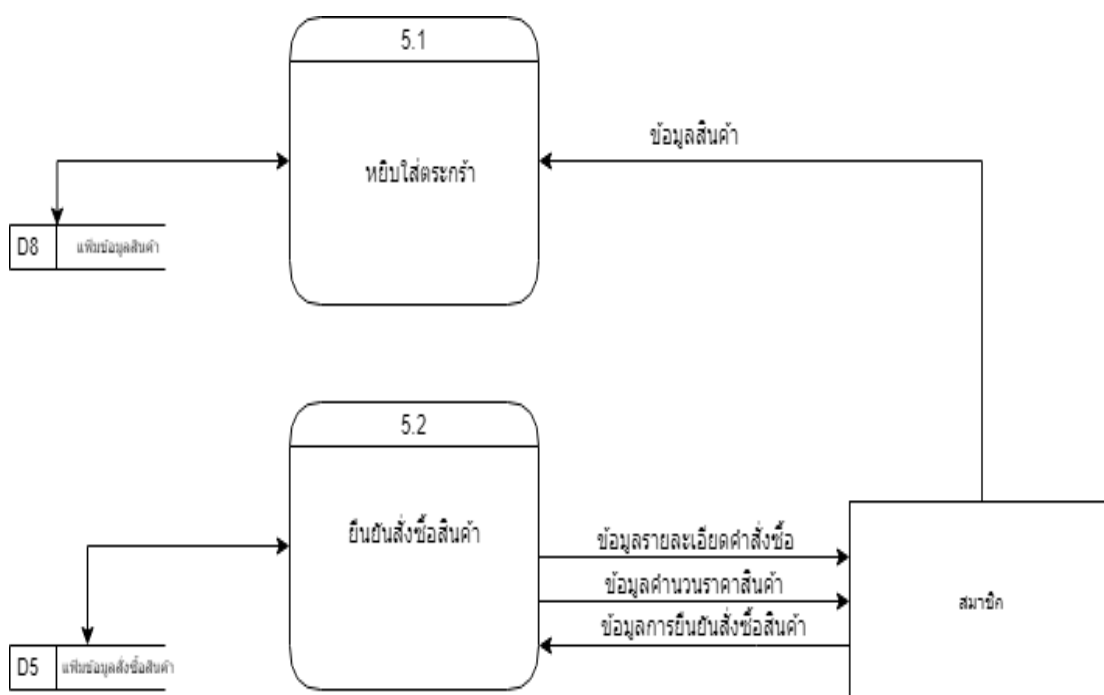 5.1
ข้อมูลสินค้า
หยิบใส่ตระกร้า
D8 แฟ้มข้อมูลสินค้า
5.2
ยืนยันสั่งซื้อสินค้า
ข้อมูลรายละเอียดคำสั่งซื้อ
ข้อมูลคำนวนราคาสินค้า
สมาชิก
ข้อมูลการยืนยันสั่งซื้อสินค้า
D5 แฟ้มข้อมูลสั่งซื้อสินค้า